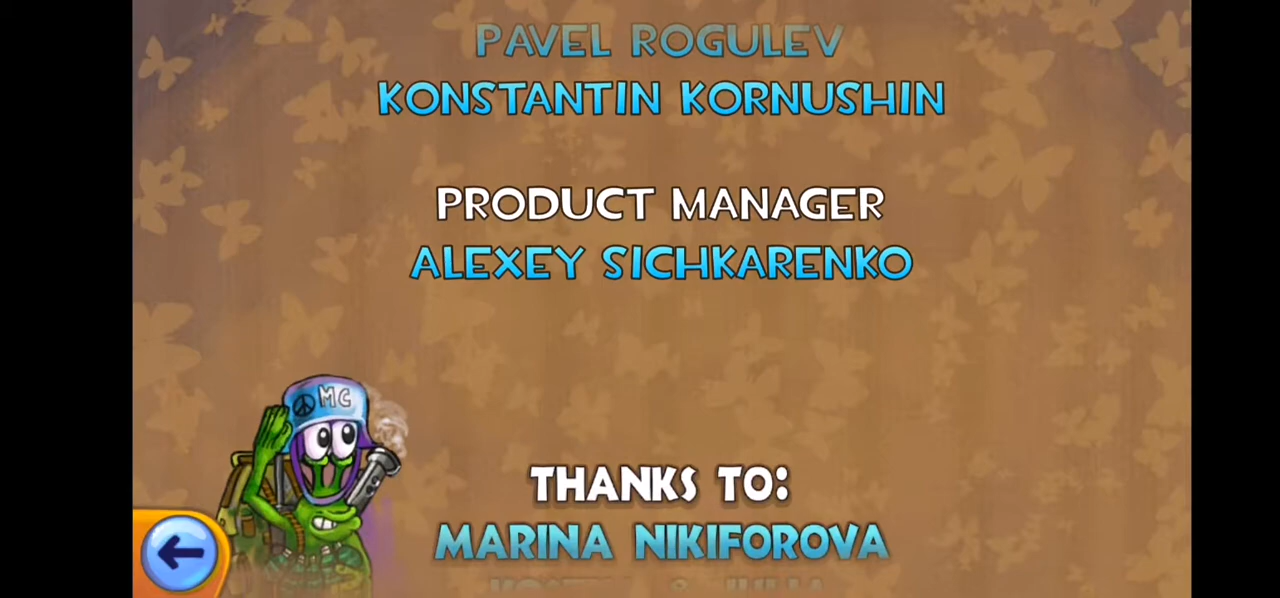 PAVEL ROGULEV
KONSTANTIN KORNUSHIN
PRODUCT MANAGER
ALEXEY SICHKARENKO
MC
THANKS TO:
MARINA NIKIFOROVA